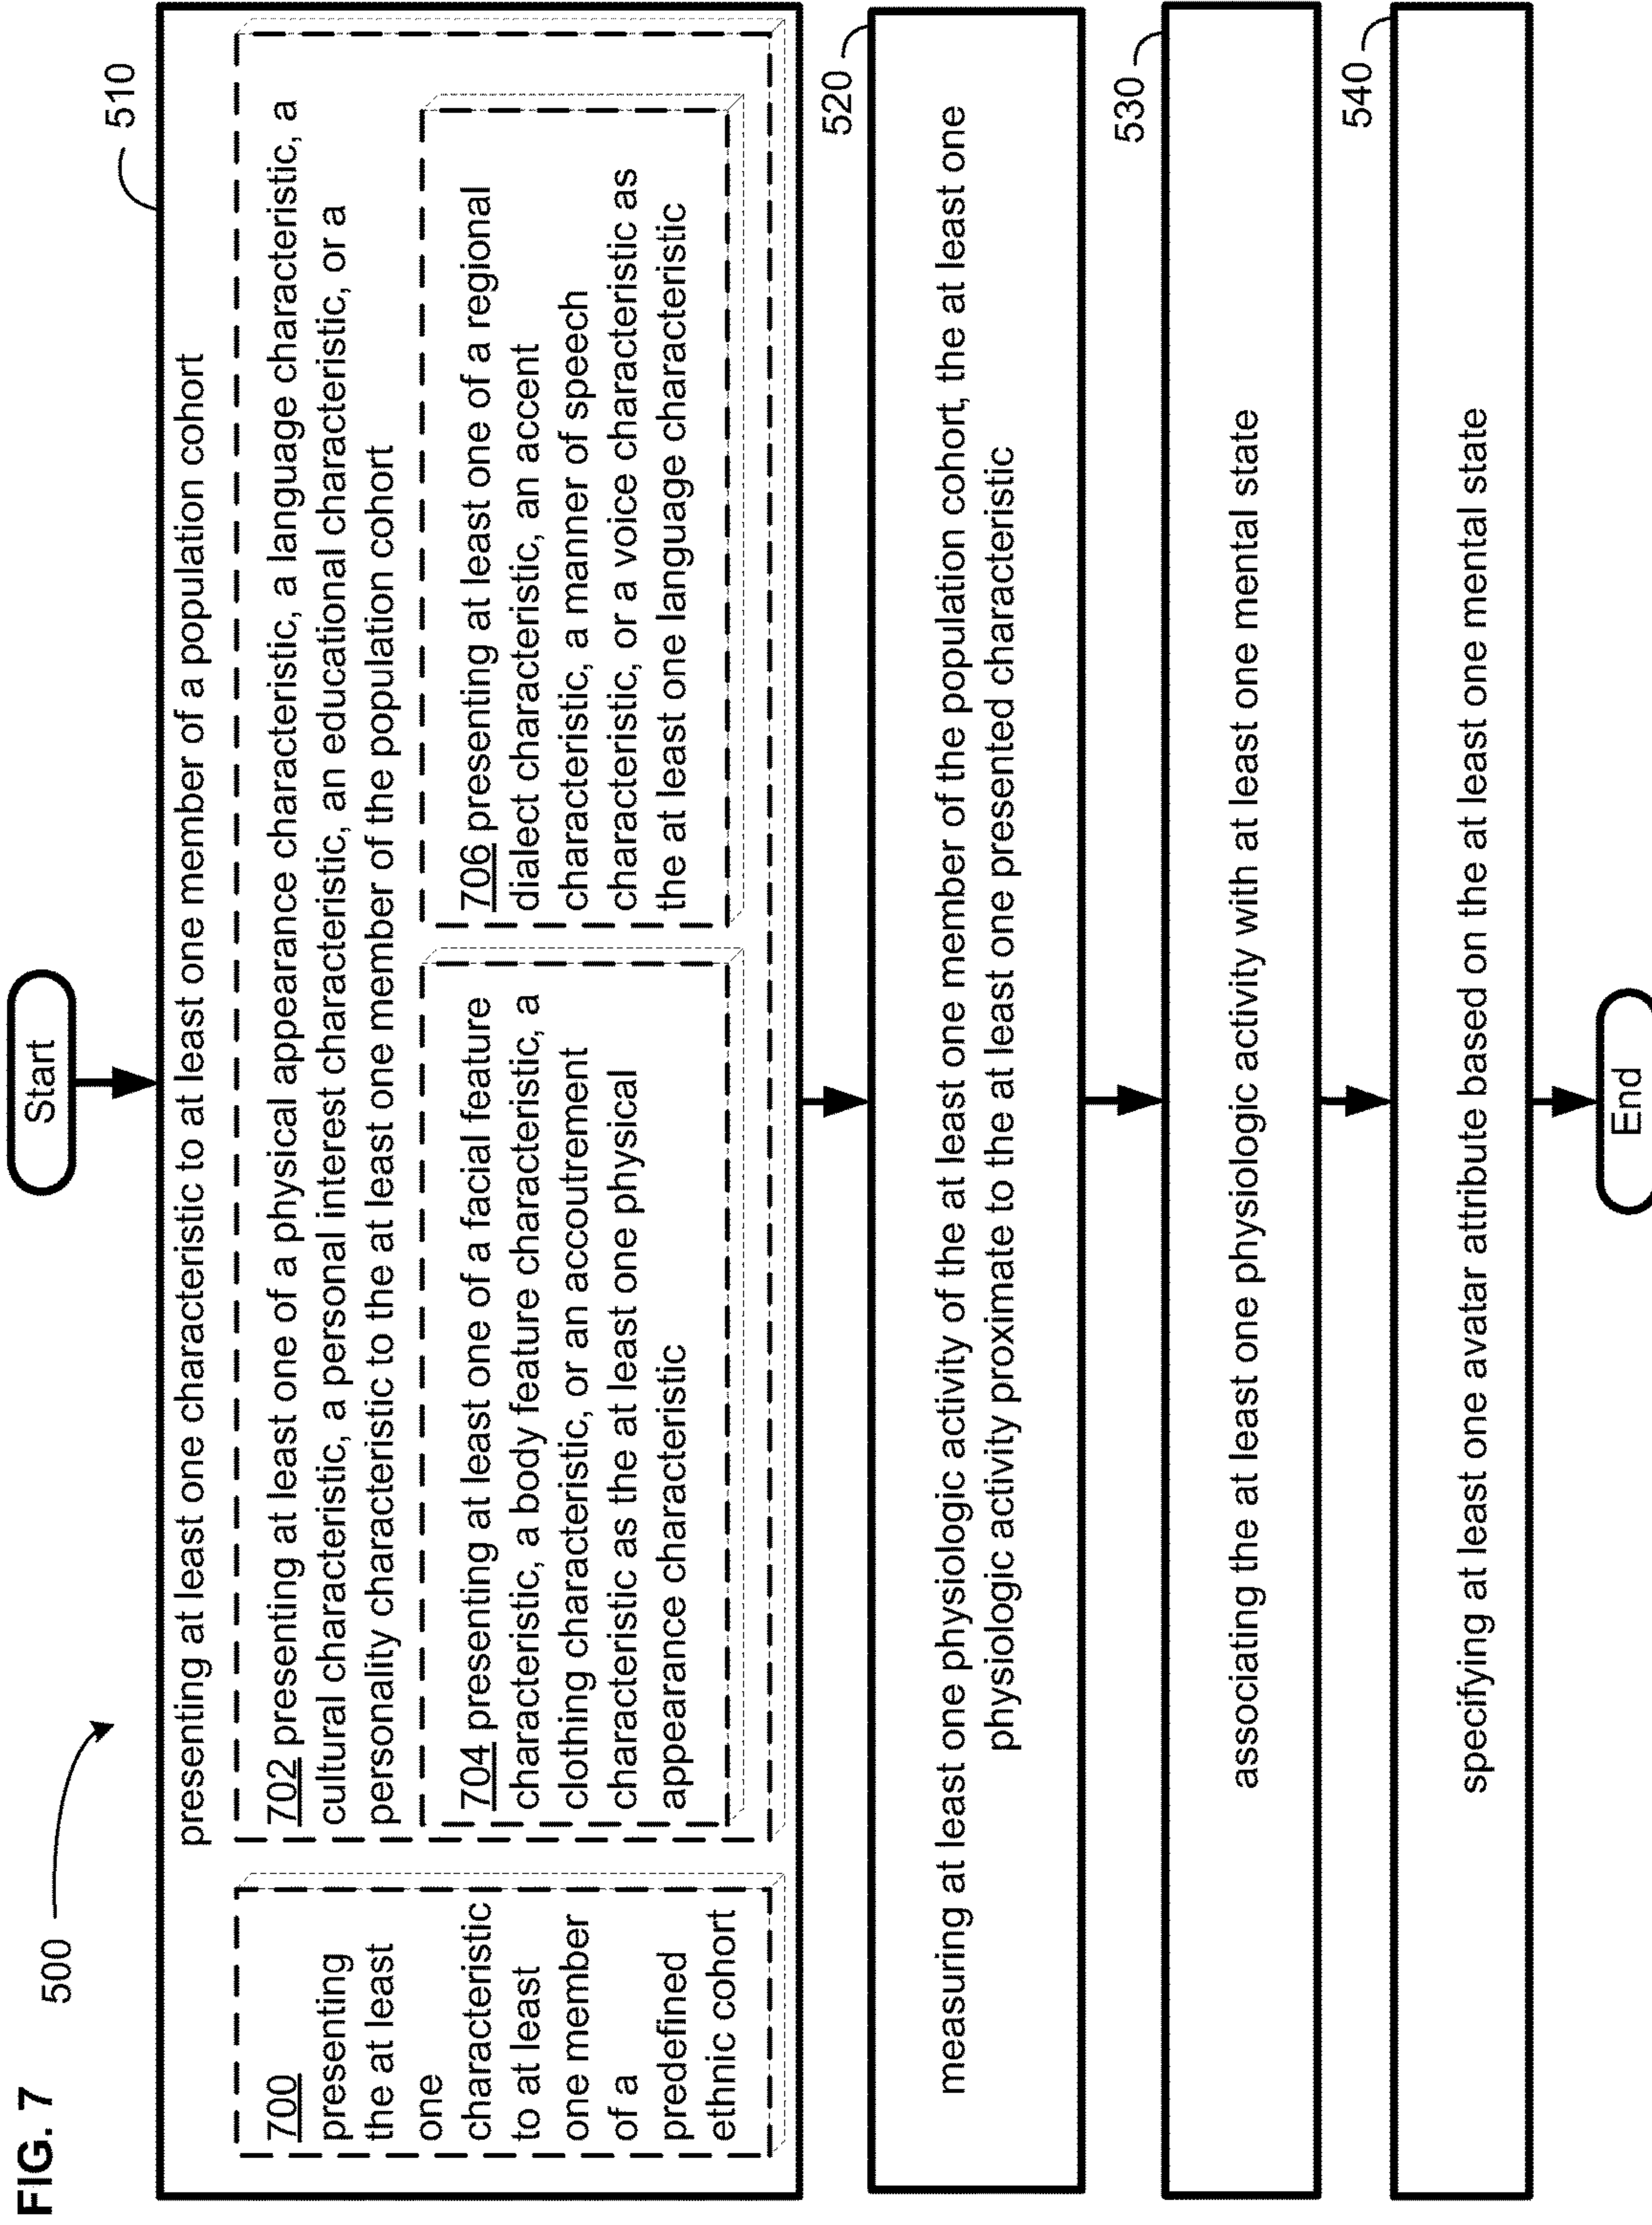 FIG. 7
500
Start
510
presenting at least one characteristic to at least one member of a population cohort
700
presenting
the at least
one
characteristic
to at least
one member
of a
predefined
ethnic cohort
702 presenting at least one of a physical appearance characteristic, a language characteristic, a
cultural characteristic, a personal interest characteristic, an educational characteristic, or a
personality characteristic to the at least one member of the population cohort
704 presenting at least one of a facial feature
characteristic, a body feature characteristic, a
clothing characteristic, or an accoutrement
characteristic as the at least one physical
appearance characteristic
706 presenting at least one of a regional
dialect characteristic, an accent
characteristic, a manner of speech
characteristic, or a voice characteristic as
the at least one language characteristic
520
measuring at least one physiologic activity of the at least one member of the population cohort, the at least one
physiologic activity proximate to the at least one presented characteristic
530
associating the at least one physiologic activity with at least one mental state
540
specifying at least one avatar attribute based on the at least one mental state
End